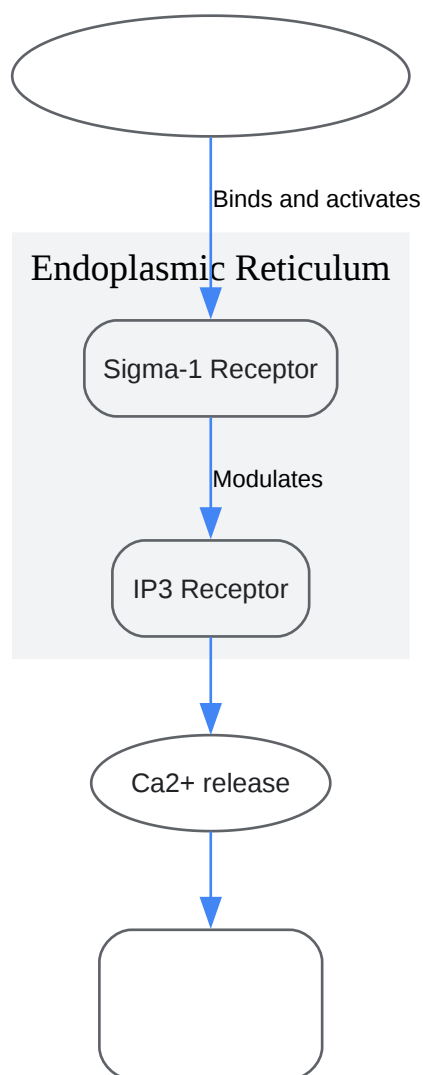 Binds and activates
Endoplasmic Reticulum
Sigma-1 Receptor
Modulates
IP3 Receptor
Ca2+ release